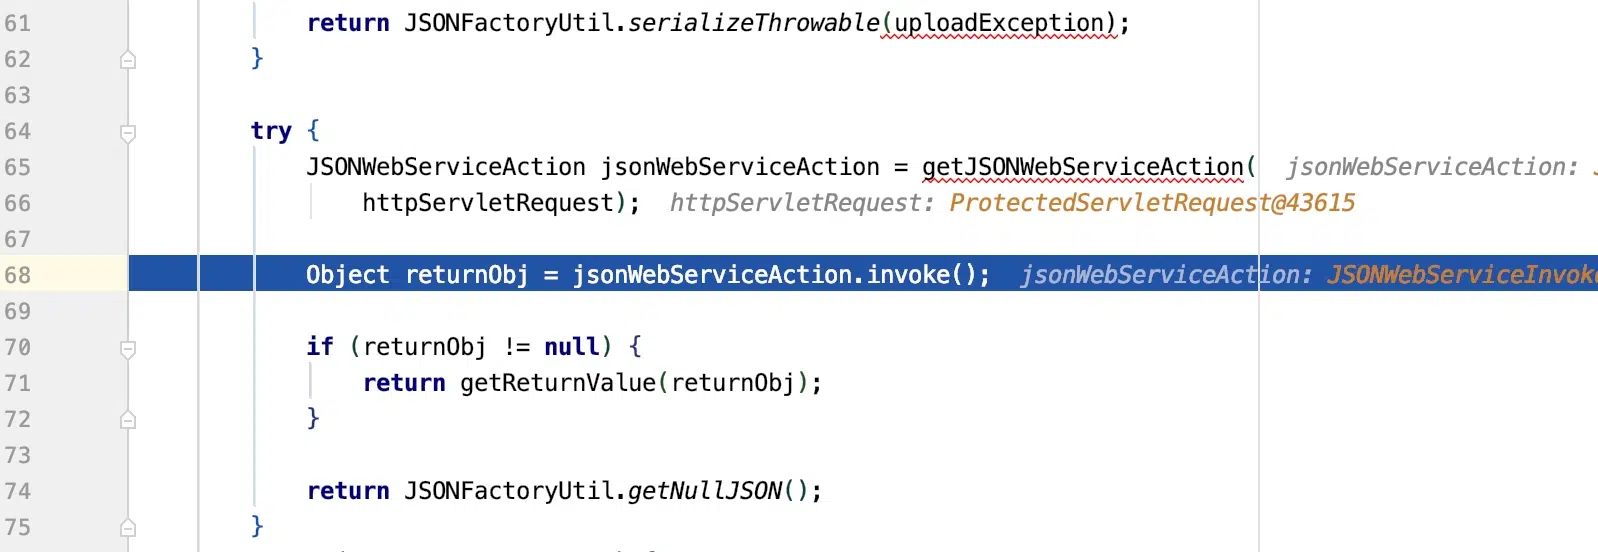 61 return JSONFactoryUtil.serializeThrowable(uploadException);
62 }
63
64 try {
65 JSONWebServiceAction jsonWebServiceAction = getJSONWebServiceAction( jsonWebServiceAction:
66 httpServletRequest); httpServletRequest: ProtectedServletRequest@43615
67
68 Object returnObj = jsonWebServiceAction.invoke(); jsonWebServiceAction: JSONWebServiceInvok
69
70 if (returnObj != null) {
71 return getReturnValue(returnObj);
72 }
73
74 return JSONFactoryUtil.getNullJSON();
75 }